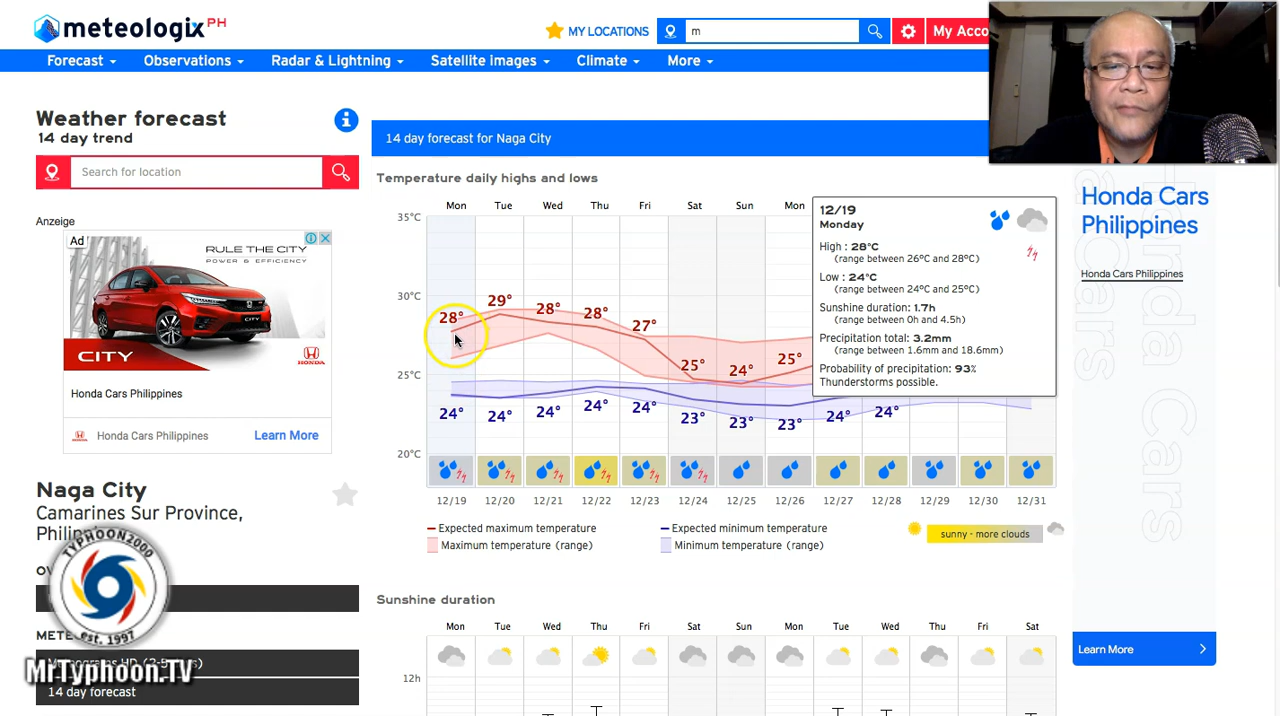 meteologix PH
MY LOCATIONS
m
My Acco
Forecast
Observations
Radar & Lightning
Satellite images
Climate
More
Weather forecast
14 day trend
Search for location
Anzeige
Ad
RULE THE CITY
POWER & EFFICIENCY
CITY
HONDA
Honda Cars Philippines
Honda Cars Philippines
Learn More
Naga City
Camarines Sur Province,
TYPHOON2000
est. 1997
MrTyphoon.TV
14 day forecast
14 day forecast for Naga City
Temperature daily highs and lows
Mon Tue Wed Thu Fri Sat Sun Mon
35°C
30°C
25°C
20°C
28° 29° 28° 28° 27° 25° 24° 25°
24° 24° 24° 24° 24° 23° 23° 23° 24° 24°
12/19 12/20 12/21 12/22 12/23 12/24 12/25 12/26 12/27 12/28 12/29 12/30 12/31
12/19
Monday
High : 28°C
(range between 26°C and 28°C)
Low : 24°C
(range between 24°C and 25°C)
Sunshine duration: 1.7h
(range between 0h and 4.5h)
Precipitation total: 3.2mm
(range between 1.6mm and 18.6mm)
Probability of precipitation: 93%
Thunderstorms possible.
Expected maximum temperature
Maximum temperature (range)
Expected minimum temperature
Minimum temperature (range)
sunny - more clouds
Sunshine duration
Mon Tue Wed Thu Fri Sat Sun Mon Tue Wed Thu Fri Sat
12h
Honda Cars
Philippines
Honda Cars Philippines
Learn More